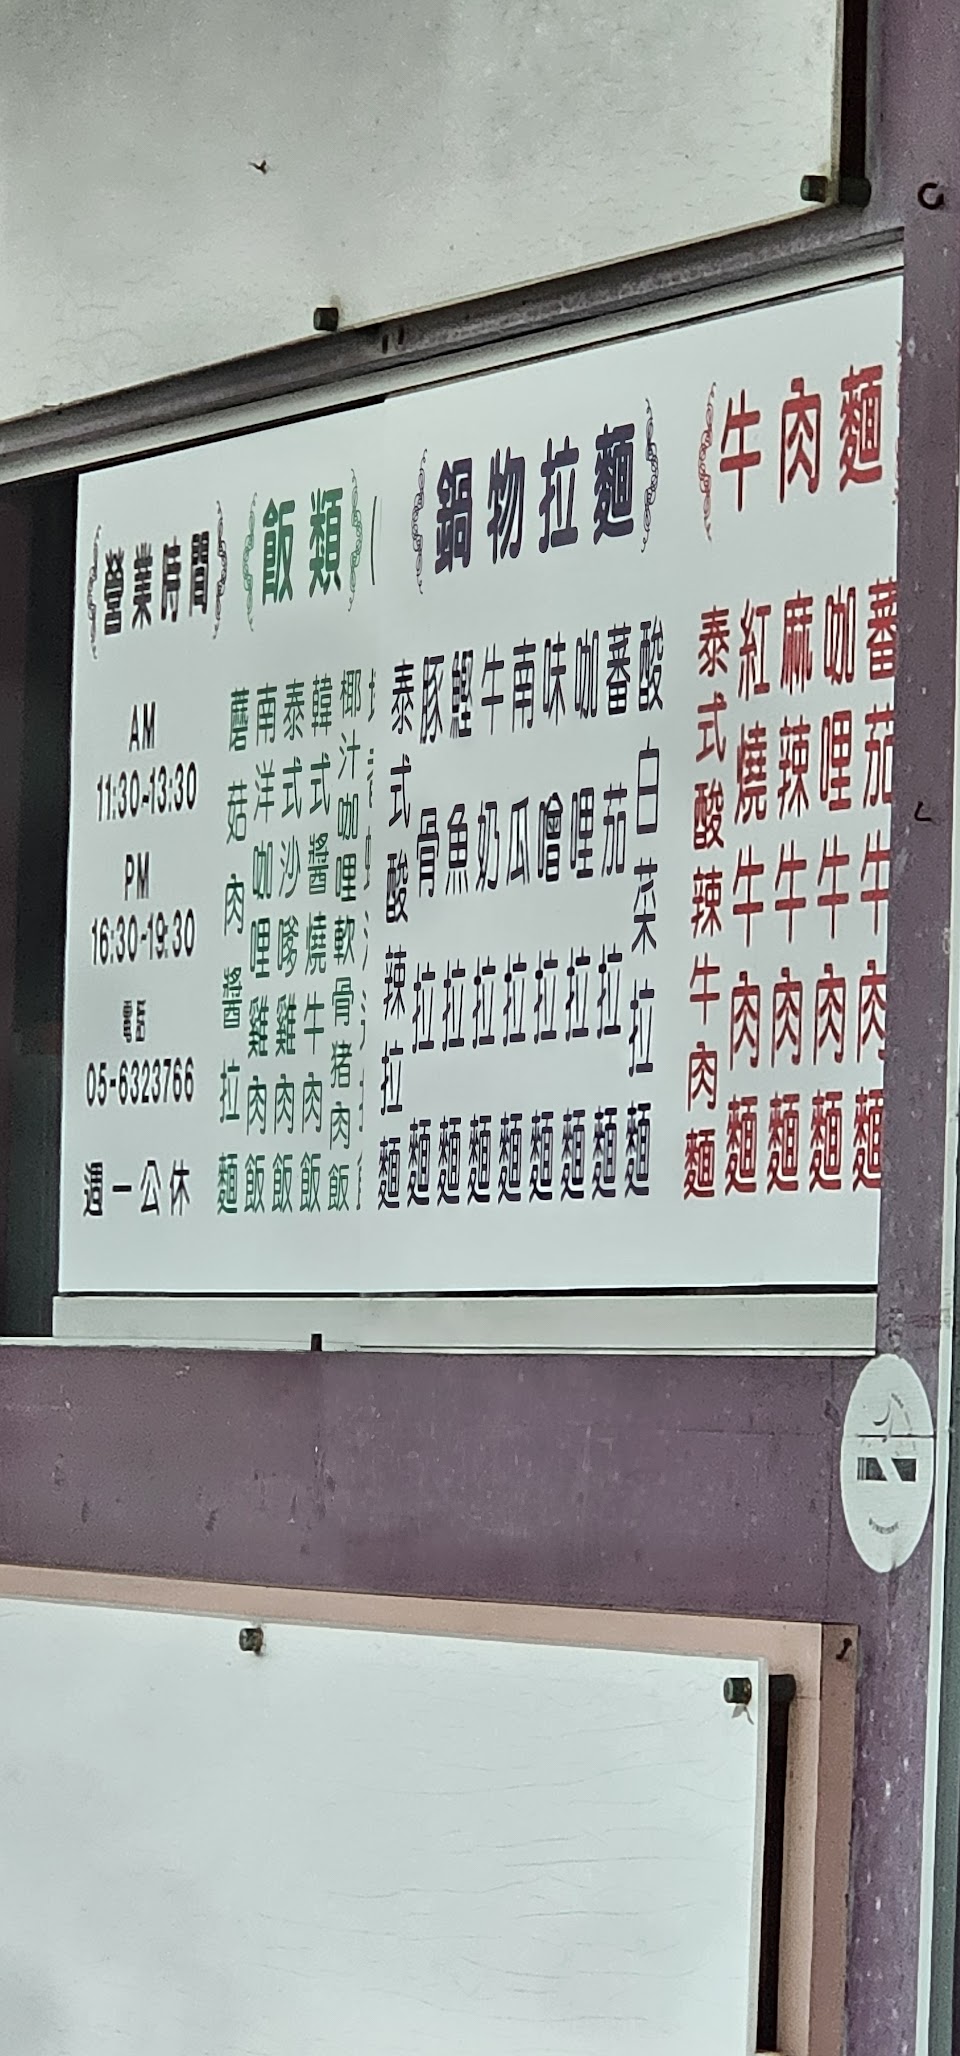 牛肉麵
蕃茄牛肉麵
咖哩牛肉麵
麻辣牛肉麵
紅燒牛肉麵
泰式酸辣牛肉麵
鍋物拉麵
酸白菜拉麵
蕃茄拉麵
咖哩拉麵
味噌拉麵
南瓜拉麵
牛奶拉麵
鰹魚拉麵
豚骨拉麵
泰式酸辣拉麵
飯類
椰汁咖哩軟骨豬肉飯
韓式醬燒牛肉飯
泰式沙嗲雞肉飯
南洋咖哩雞肉飯
蘑菇肉醬拉麵
營業時間
AM
11:30-13:30
PM
16:30-19:30
電話
05-6323766
週一公休